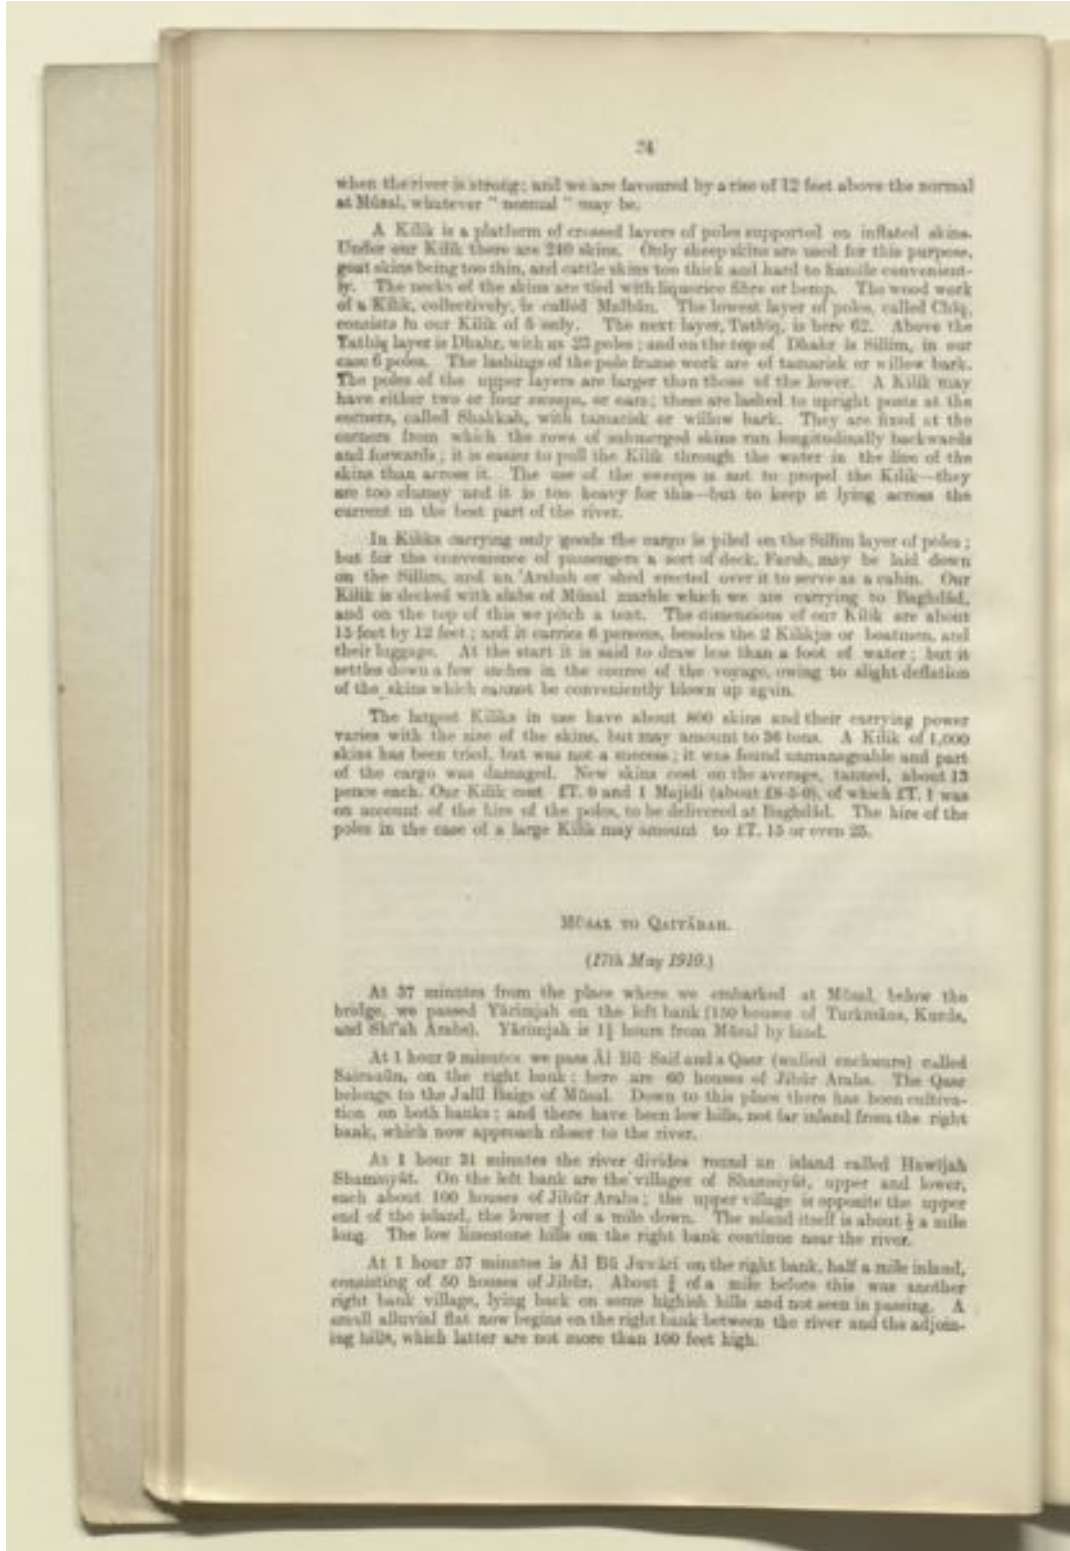 24
when the river is strong; and we are favoured by a rise of 12 feet above the normal
at Mûsal, whatever " normal " may be.
A Kilik is a platform of crossed layers of poles supported on inflated skins.
Under our Kilik there are 240 skins. Only sheep skins are used for this purpose,
goat skins being too thin, and cattle skins too thick and hard to handle convenient-
ly. The necks of the skins are tied with liquorice fibre or hemp. The wood work
of a Kilik, collectively, is called The lowest layer of poles, called
consists in our Kilik of 5 only. The next layer, is here 62. Above the
layer is Dhahr, with us 23 poles; and on the top of Dhahr is Sillim, in our
case 6 poles. The lashings of the pole frame work are of tamarisk or willow bark.
The poles of the upper layers are larger than those of the lower. A Kilik may
have either two or four sweeps, or oars; these are lashed to upright posts at the
corners, called Shakkah, with tamarisk or willow bark. They are fixed at the
corners from which the rows of submerged skins run longitudinally backwards
and forwards; it is easier to pull the Kilik through the water in the line of the
skins than across it. The use of the sweeps is not to propel the Kilik—they
are too clumsy and it is too heavy for this—but to keep it lying across the
current in the best part of the river.
In Kiliks carrying only goods the cargo is piled on the Sillim layer of poles;
but for the convenience of passengers a sort of deck, Farsh, may be laid down
on the Sillim, and an 'Arabah or shed erected over it to serve as a cabin. Our
Kilik is decked with slabs of Mûsal marble which we are carrying to Baghdâd,
and on the top of this we pitch a tent. The dimensions of our Kilik are about
15 feet by 12 feet; and it carries 6 persons, besides the 2 Kilikjis or boatmen, and
their luggage. At the start it is said to draw less than a foot of water; but it
settles down a few inches in the course of the voyage, owing to slight deflation
of the skins which cannot be conveniently blown up again.
The largest Kiliks in use have about 800 skins and their carrying power
varies with the size of the skins, but may amount to 36 tons. A Kilik of 1,000
skins has been tried, but was not a success; it was found unmanageable and part
of the cargo was damaged. New skins cost on the average, tanned, about 13
pence each. Our Kilik cost £T. 9 and 1 Majidi (about £8-5-0), of which £T. 1 was
on account of the hire of the poles, to be delivered at Baghdâd. The hire of the
poles in the case of a large Kilik may amount to £T. 15 or even 25.
MÛSAL TO QAIYÂRAH.
(17th May 1910.)
At 37 minutes from the place where we embarked at Mûsal, below the
bridge, we passed Yârimjah on the left bank (150 houses of Turkmâns, Kurds,
and Shî'ah Arabs). Yârimjah is 1½ hours from Mûsal by land.
At 1 hour 9 minutes we pass Âl Bû Saif and a Qasr (walled enclosure) called
on the right bank; here are 60 houses of Jibûr Arabs. The Qasr
belongs to the Jalîl Baigs of Mûsal. Down to this place there has been cultiva-
tion on both banks; and there have been low hills, not far inland from the right
bank, which now approach closer to the river.
At 1 hour 31 minutes the river divides round an island called Hawîjah
Shamsiyât. On the left bank are the villages of Shamsiyât, upper and lower,
each about 100 houses of Jibûr Arabs; the upper village is opposite the upper
end of the island, the lower of a mile down. The island itself is about ½ a mile
long. The low limestone hills on the right bank continue near the river.
At 1 hour 57 minutes is Âl Bû Juwârî on the right bank, half a mile inland,
consisting of 50 houses of Jibûr. About of a mile before this was another
right bank village, lying back on some highish hills and not seen in passing. A
small alluvial flat now begins on the right bank between the river and the adjoin-
ing hills, which latter are not more than 100 feet high.